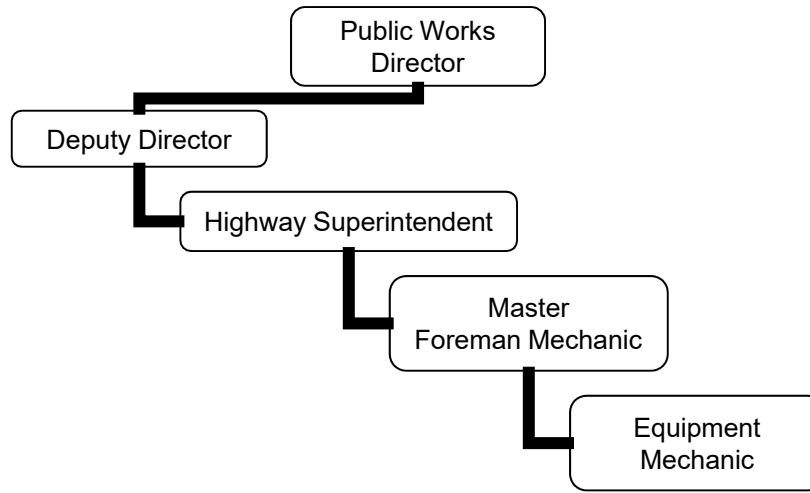 Public Works
Director
Deputy Director
Highway Superintendent
Master
Foreman Mechanic
Equipment
Mechanic